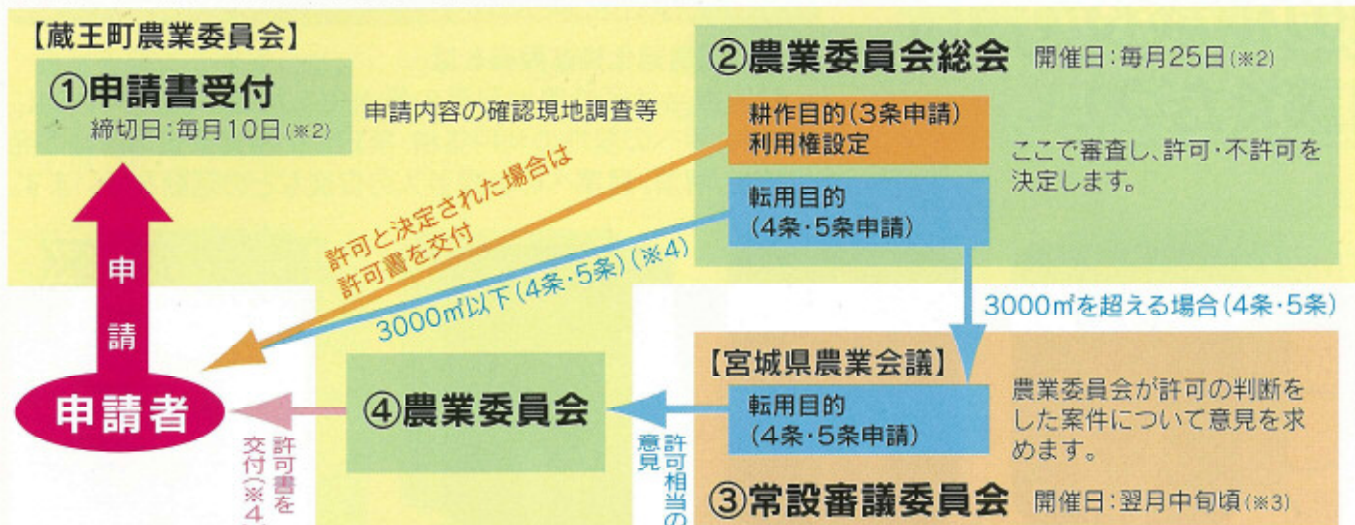 【蔵王町農業委員会】
①申請書受付
締切日:毎月10日(※2)
申請内容の確認現地調査等
②農業委員会総会 開催日:毎月25日(※2)
耕作目的(3条申請)
利用権設定
転用目的
(4条・5条申請)
ここで審査し、許可・不許可を
決定します。
許可と決定された場合は
許可書を交付
3000㎡以下(4条・5条)(※4)
3000㎡を超える場合(4条・5条)
申請
申請者
許可書を
交付(※4
④農業委員会
許可相当の
意見
【宮城県農業会議】
転用目的
(4条・5条申請)
農業委員会が許可の判断を
した案件について意見を求
めます。
③常設審議委員会 開催日:翌月中旬頃(※3)